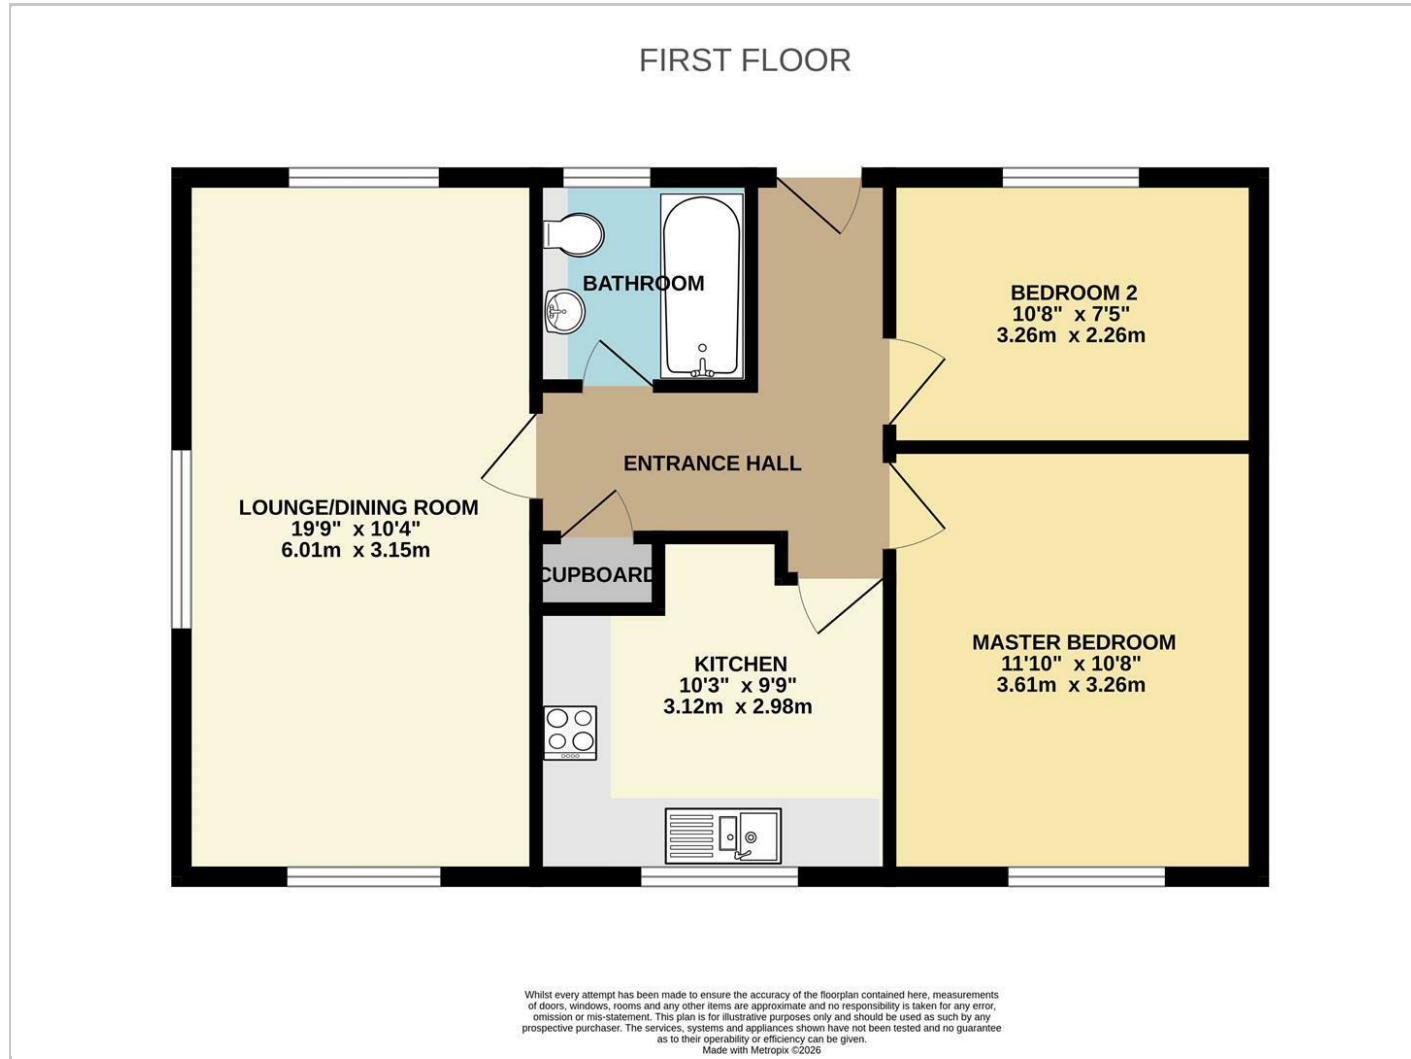 FIRST FLOOR
BATHROOM
BEDROOM 2
10'8" x 7'5"
3.26m x 2.26m
ENTRANCE HALL
LOUNGE/DINING ROOM
19'9" x 10'4"
6.01m x 3.15m
CUPBOARD
KITCHEN
10'3" x 9'9"
3.12m x 2.98m
MASTER BEDROOM
11'10" x 10'8"
3.61m x 3.26m
Whilst every attempt has been made to ensure the accuracy of the floorplan contained here, measurements
of doors, windows, rooms and any other items are approximate and no responsibility is taken for any error,
omission or mis-statement. This plan is for illustrative purposes only and should be used as such by any
prospective purchaser. The services, systems and appliances shown have not been tested and no guarantee
as to their operability or efficiency can be given.
Made with Metropix ©2026